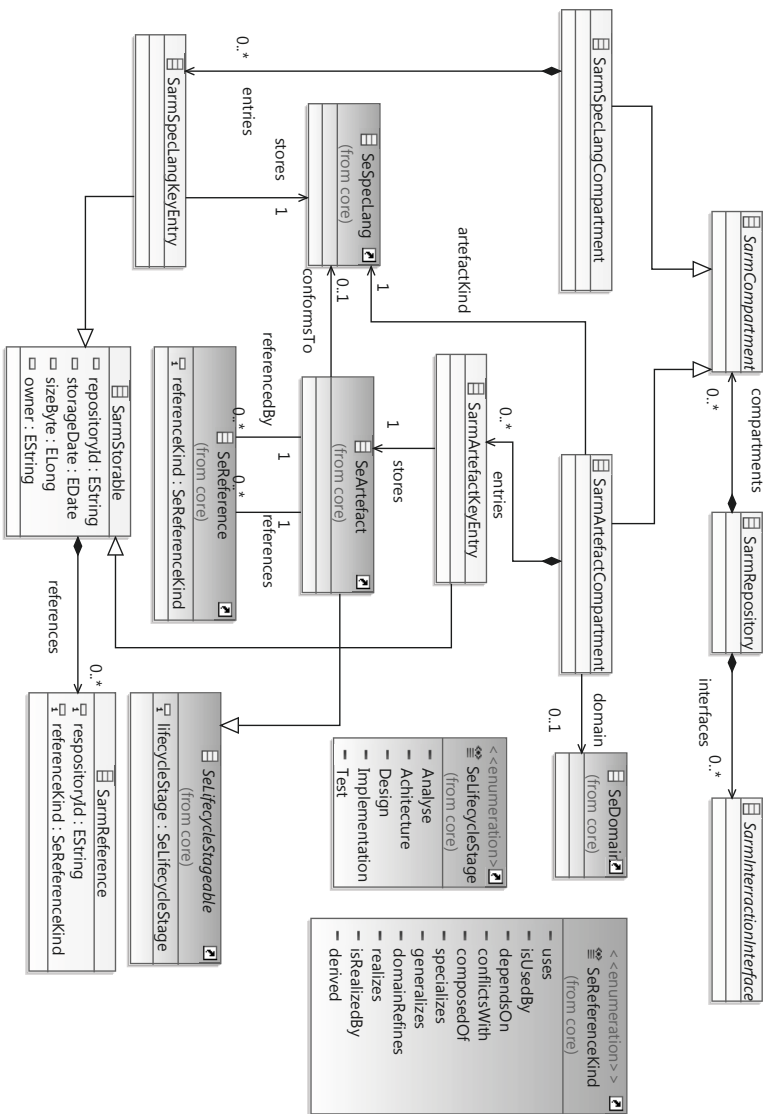 SarmCompartment
compartments
0..*
SarmRepository
interfaces
0..*
SarmInterractionInterface
SarmSpecLangCompartment
SarmArtefactCompartment
domain
0..1
SeDomain
(from core)
<<enumeration>>
SeReferenceKind
(from core)
uses
isUsedBy
dependsOn
conflictsWith
composedOf
specializes
generalizes
domainRefines
realizes
isRealizedBy
derived
artefactKind
1
entries
0..*
SarmArtefactKeyEntry
<<enumeration>>
SeLifecycleStage
(from core)
Analyse
Achitecture
Design
Implementation
Test
SeSpecLang
(from core)
0..1
conformsTo
stores
1
SeArtefact
(from core)
SeLifecycleStageable
(from core)
lifecycleStage : SeLifecycleStage
0..*
entries
stores
1
referencedBy
1
0..*
1
references
0..*
SeReference
(from core)
referenceKind : SeReferenceKind
SarmSpecLangKeyEntry
SarmStorable
repositoryId : EString
storageDate : EDate
sizeByte : ELong
owner : EString
references
0..*
SarmReference
respositoryId : EString
referenceKind : SeReferenceKind